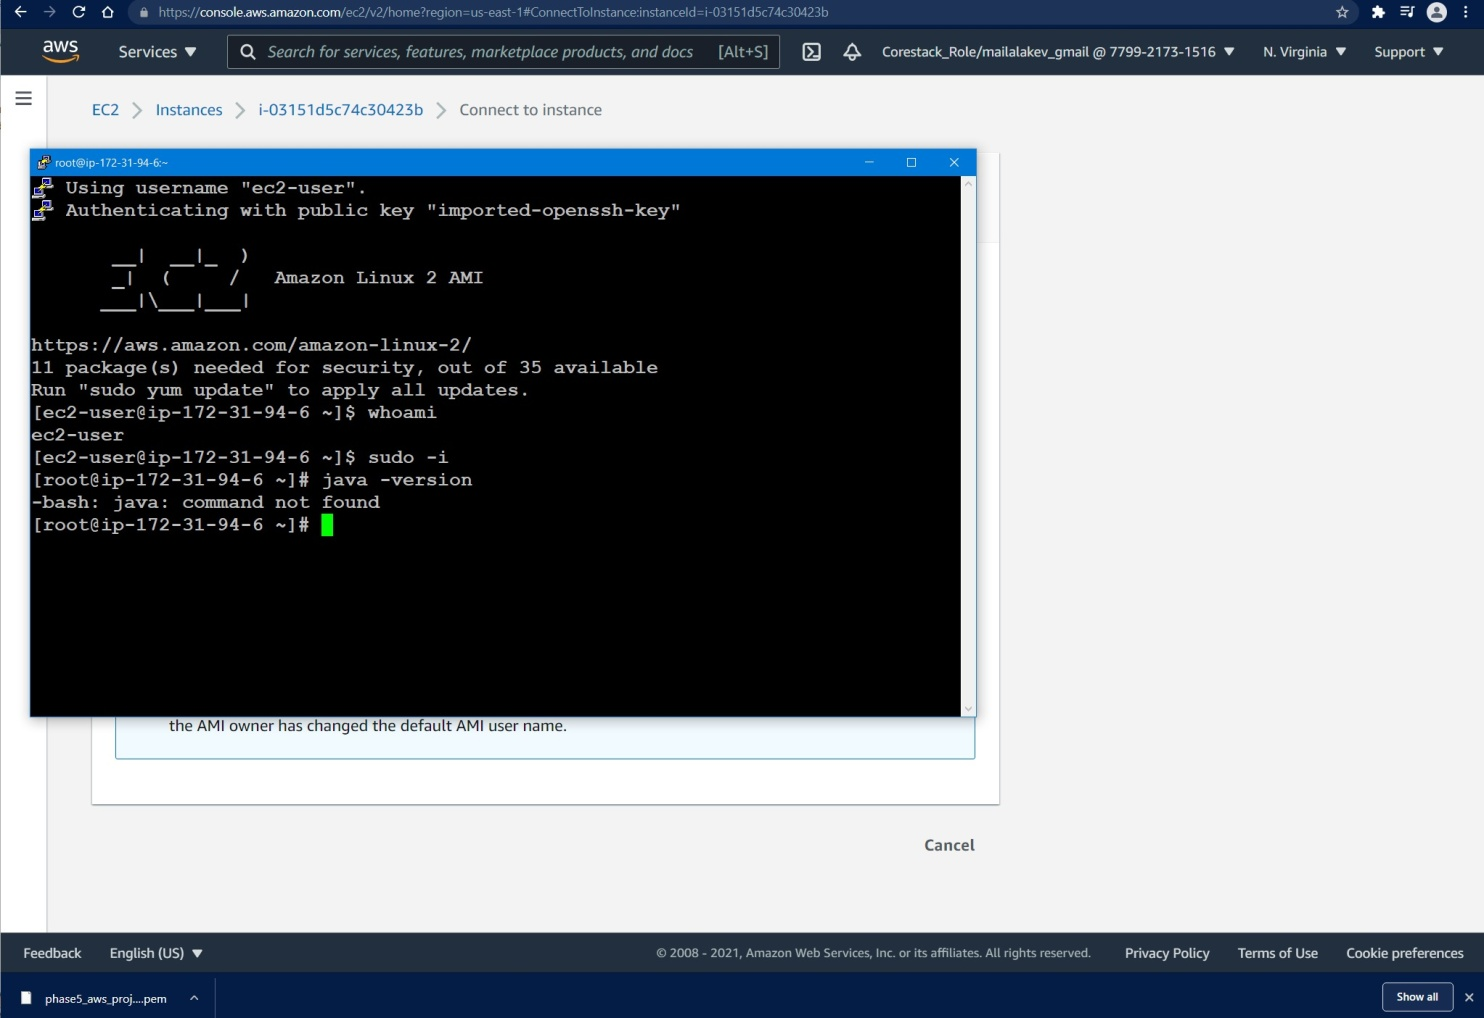 https://console.aws.amazon.com/ec2/v2/home?region=us-east-1#ConnectToInstance:instanceId=i-03151d5c74c30423b
aws Services Search for services, features, marketplace products, and docs [Alt+S] Corestack_Role/mailalakev_gmail @ 7799-2173-1516 N. Virginia Support
EC2 Instances i-03151d5c74c30423b Connect to instance
root@ip-172-31-94-6:~
Using username "ec2-user".
Authenticating with public key "imported-openssh-key"
__|  __|_  )
_|  (     /   Amazon Linux 2 AMI
___|\___|___|
https://aws.amazon.com/amazon-linux-2/
11 package(s) needed for security, out of 35 available
Run "sudo yum update" to apply all updates.
[ec2-user@ip-172-31-94-6 ~]$ whoami
ec2-user
[ec2-user@ip-172-31-94-6 ~]$ sudo -i
[root@ip-172-31-94-6 ~]# java -version
-bash: java: command not found
[root@ip-172-31-94-6 ~]#
the AMI owner has changed the default AMI user name.
Cancel
Feedback English (US) © 2008 - 2021, Amazon Web Services, Inc. or its affiliates. All rights reserved. Privacy Policy Terms of Use Cookie preferences
phase5_aws_proj....pem Show all